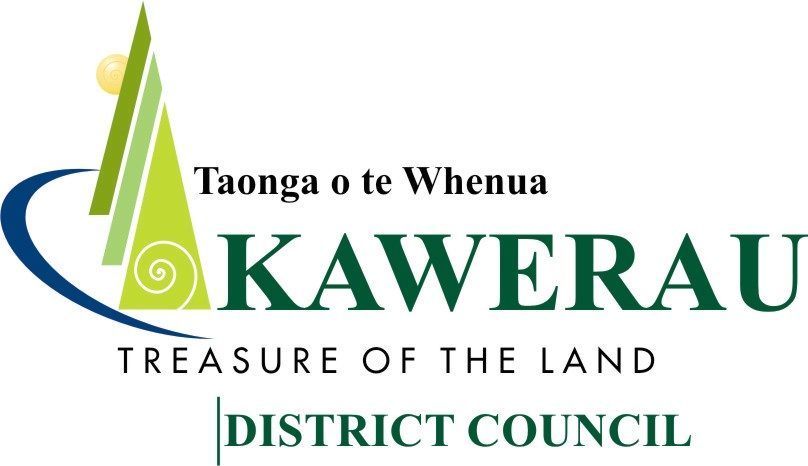 Taonga o te Whenua
KAWERAU
TREASURE OF THE LAND
DISTRICT COUNCIL